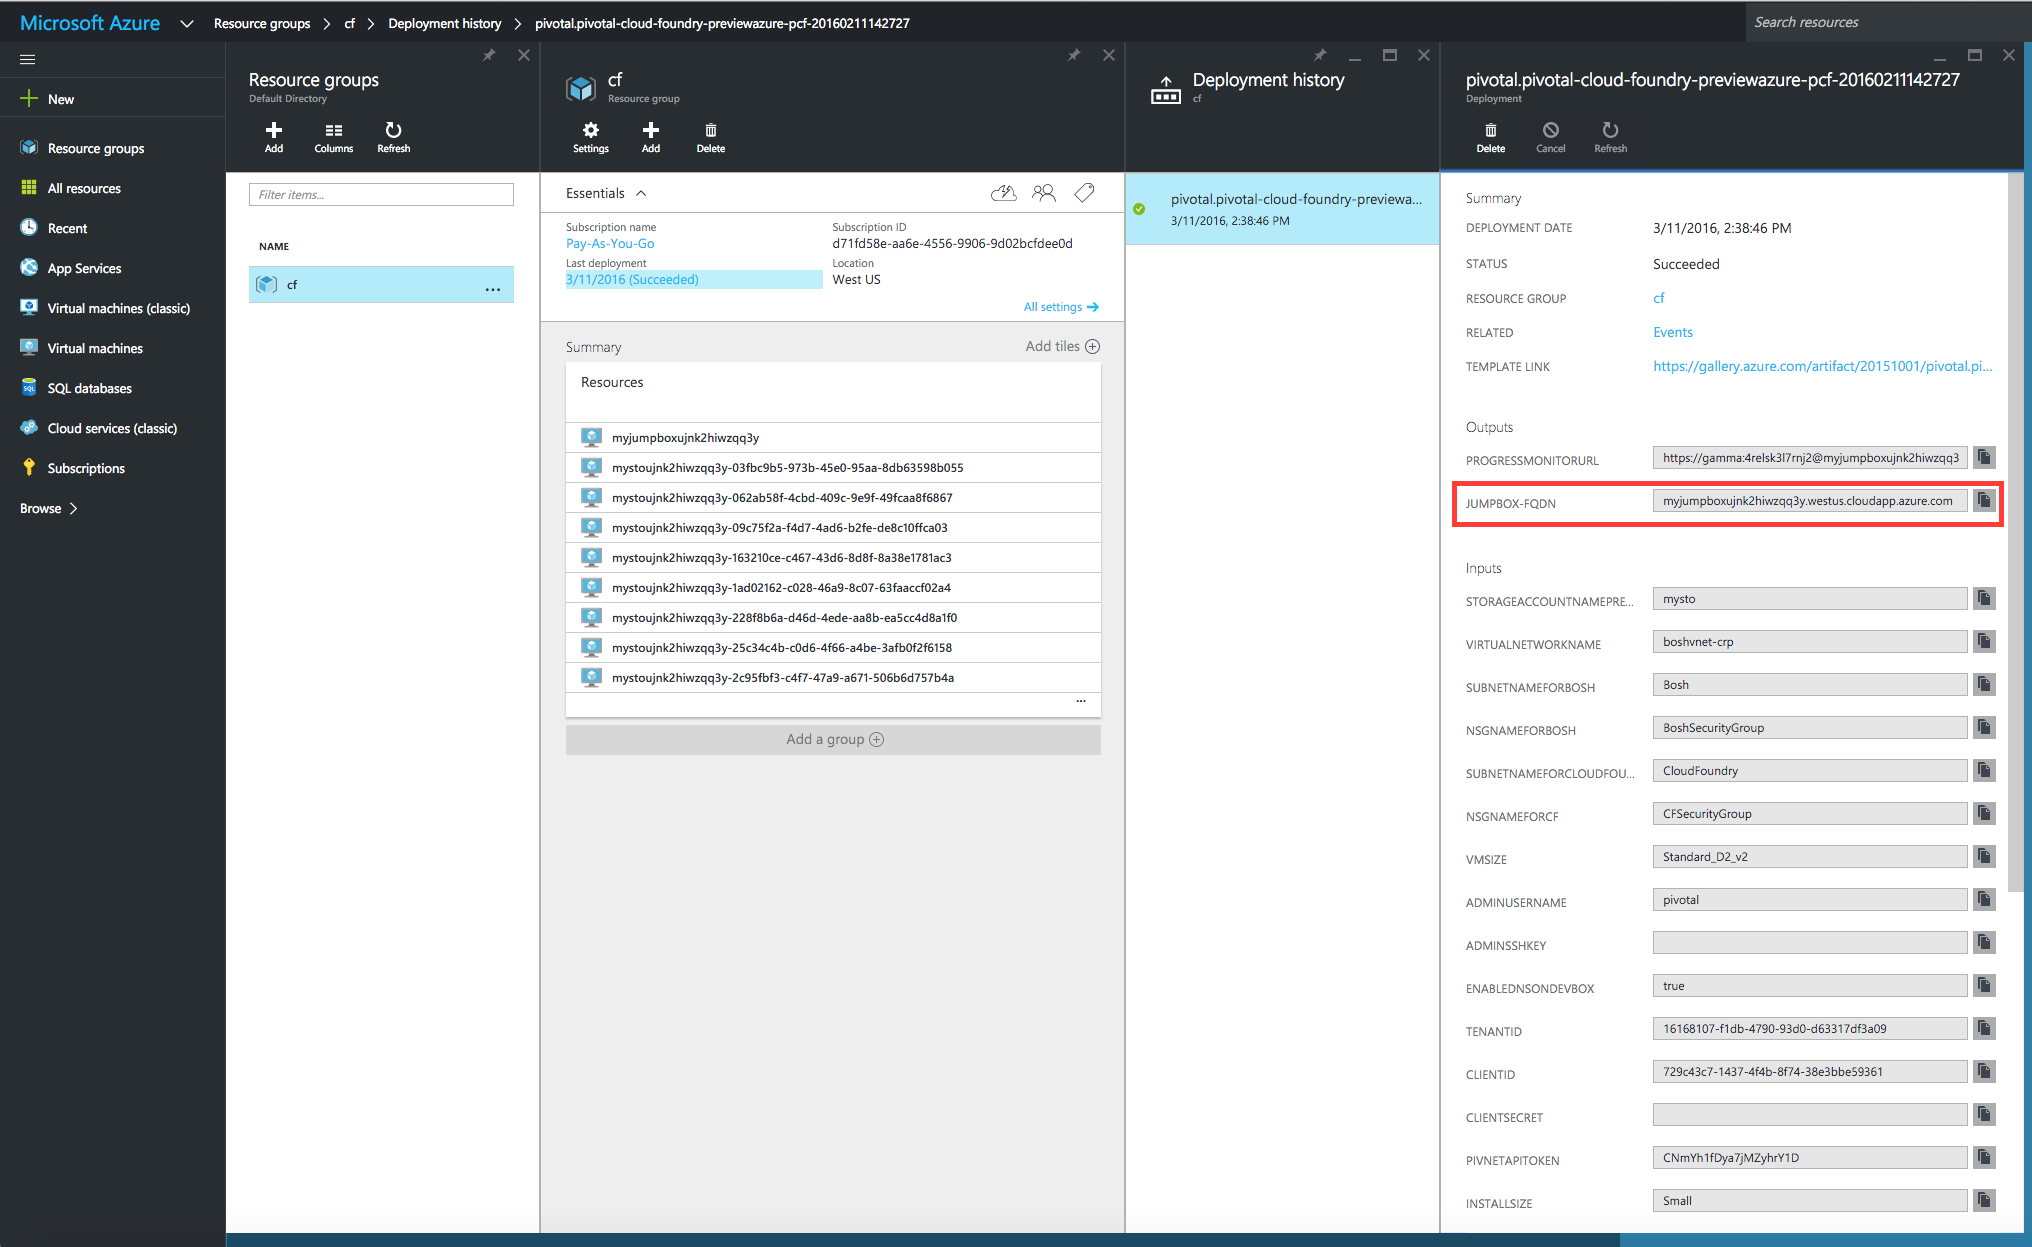 Microsoft Azure
Resource groups
cf
Deployment history
pivotal.pivotal-cloud-foundry-previewazure-pcf-20160211142727
Search resources
New
Resource groups
All resources
Recent
App Services
Virtual machines (classic)
Virtual machines
SQL databases
Cloud services (classic)
Subscriptions
Browse
Resource groups
Default Directory
Add
Columns
Refresh
Filter items...
NAME
cf
...
cf
Resource group
Settings
Add
Delete
Essentials
Subscription name
Pay-As-You-Go
Subscription ID
d71fd58e-aa6e-4556-9906-9d02bcfdee0d
Last deployment
3/11/2016 (Succeeded)
Location
West US
All settings
Summary
Add tiles
Resources
myjumpboxujnk2hiwzqq3y
mystoujnk2hiwzqq3y-03fbc9b5-973b-45e0-95aa-8db63598b055
mystoujnk2hiwzqq3y-062ab58f-4cbd-409c-9e9f-49fcaa8f6867
mystoujnk2hiwzqq3y-09c75f2a-f4d7-4ad6-b2fe-de8c10ffca03
mystoujnk2hiwzqq3y-163210ce-c467-43d6-8d8f-8a38e1781ac3
mystoujnk2hiwzqq3y-1ad02162-c028-46a9-8c07-63faaccf02a4
mystoujnk2hiwzqq3y-228f8b6a-d46d-4ede-aa8b-ea5cc4d8a1f0
mystoujnk2hiwzqq3y-25c34c4b-c0d6-4f66-a4be-3afb0f2f6158
mystoujnk2hiwzqq3y-2c95fbf3-c4f7-47a9-a671-506b6d757b4a
...
Add a group
Deployment history
cf
pivotal.pivotal-cloud-foundry-previewa...
3/11/2016, 2:38:46 PM
pivotal.pivotal-cloud-foundry-previewazure-pcf-20160211142727
Deployment
Delete
Cancel
Refresh
Summary
DEPLOYMENT DATE
3/11/2016, 2:38:46 PM
STATUS
Succeeded
RESOURCE GROUP
cf
RELATED
Events
TEMPLATE LINK
https://gallery.azure.com/artifact/20151001/pivotal.pi...
Outputs
PROGRESSMONITORURL
https://gamma:4relsk3l7rnj2@myjumpboxujnk2hiwzqq3
JUMPBOX-FQDN
myjumpboxujnk2hiwzqq3y.westus.cloudapp.azure.com
Inputs
STORAGEACCOUNTNAMEPRE...
mysto
VIRTUALNETWORKNAME
boshvnet-crp
SUBNETNAMEFORBOSH
Bosh
NSGNAMEFORBOSH
BoshSecurityGroup
SUBNETNAMEFORCLOUDFOU...
CloudFoundry
NSGNAMEFORCF
CFSecurityGroup
VMSIZE
Standard_D2_v2
ADMINUSERNAME
pivotal
ADMINSSHKEY
ENABLEDNSONDEVBOX
true
TENANTID
16168107-f1db-4790-93d0-d63317df3a09
CLIENTID
729c43c7-1437-4f4b-8f74-38e3bbe59361
CLIENTSECRET
PIVNETAPITOKEN
CNmYh1fDya7jMZyhrY1D
INSTALLSIZE
Small